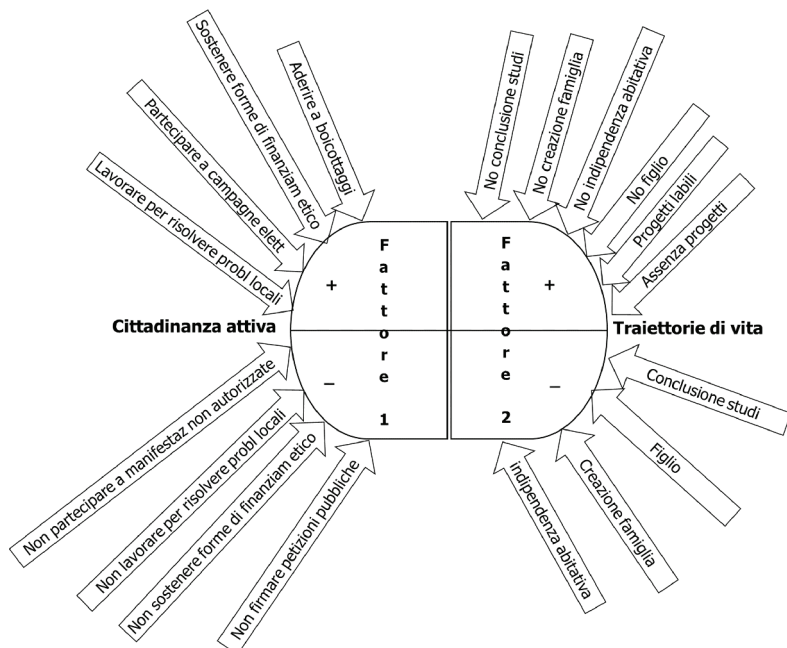 Sostenere forme di finanziam etico
Aderire a boicottaggi
Partecipare a campagne elett
Lavorare per risolvere probl locali
No conclusione studi
No creazione famiglia
No indipendenza abitativa
No figlio
Progetti labili
Assenza progetti
Cittadinanza attiva
+
Fattore 1
–
Fattore 2
+
–
Traiettorie di vita
Non partecipare a manifestaz non autorizzate
Non lavorare per risolvere probl locali
Non sostenere forme di finanziam etico
Non firmare petizioni pubbliche
indipendenza abitativa
Creazione famiglia
Figlio
Conclusione studi